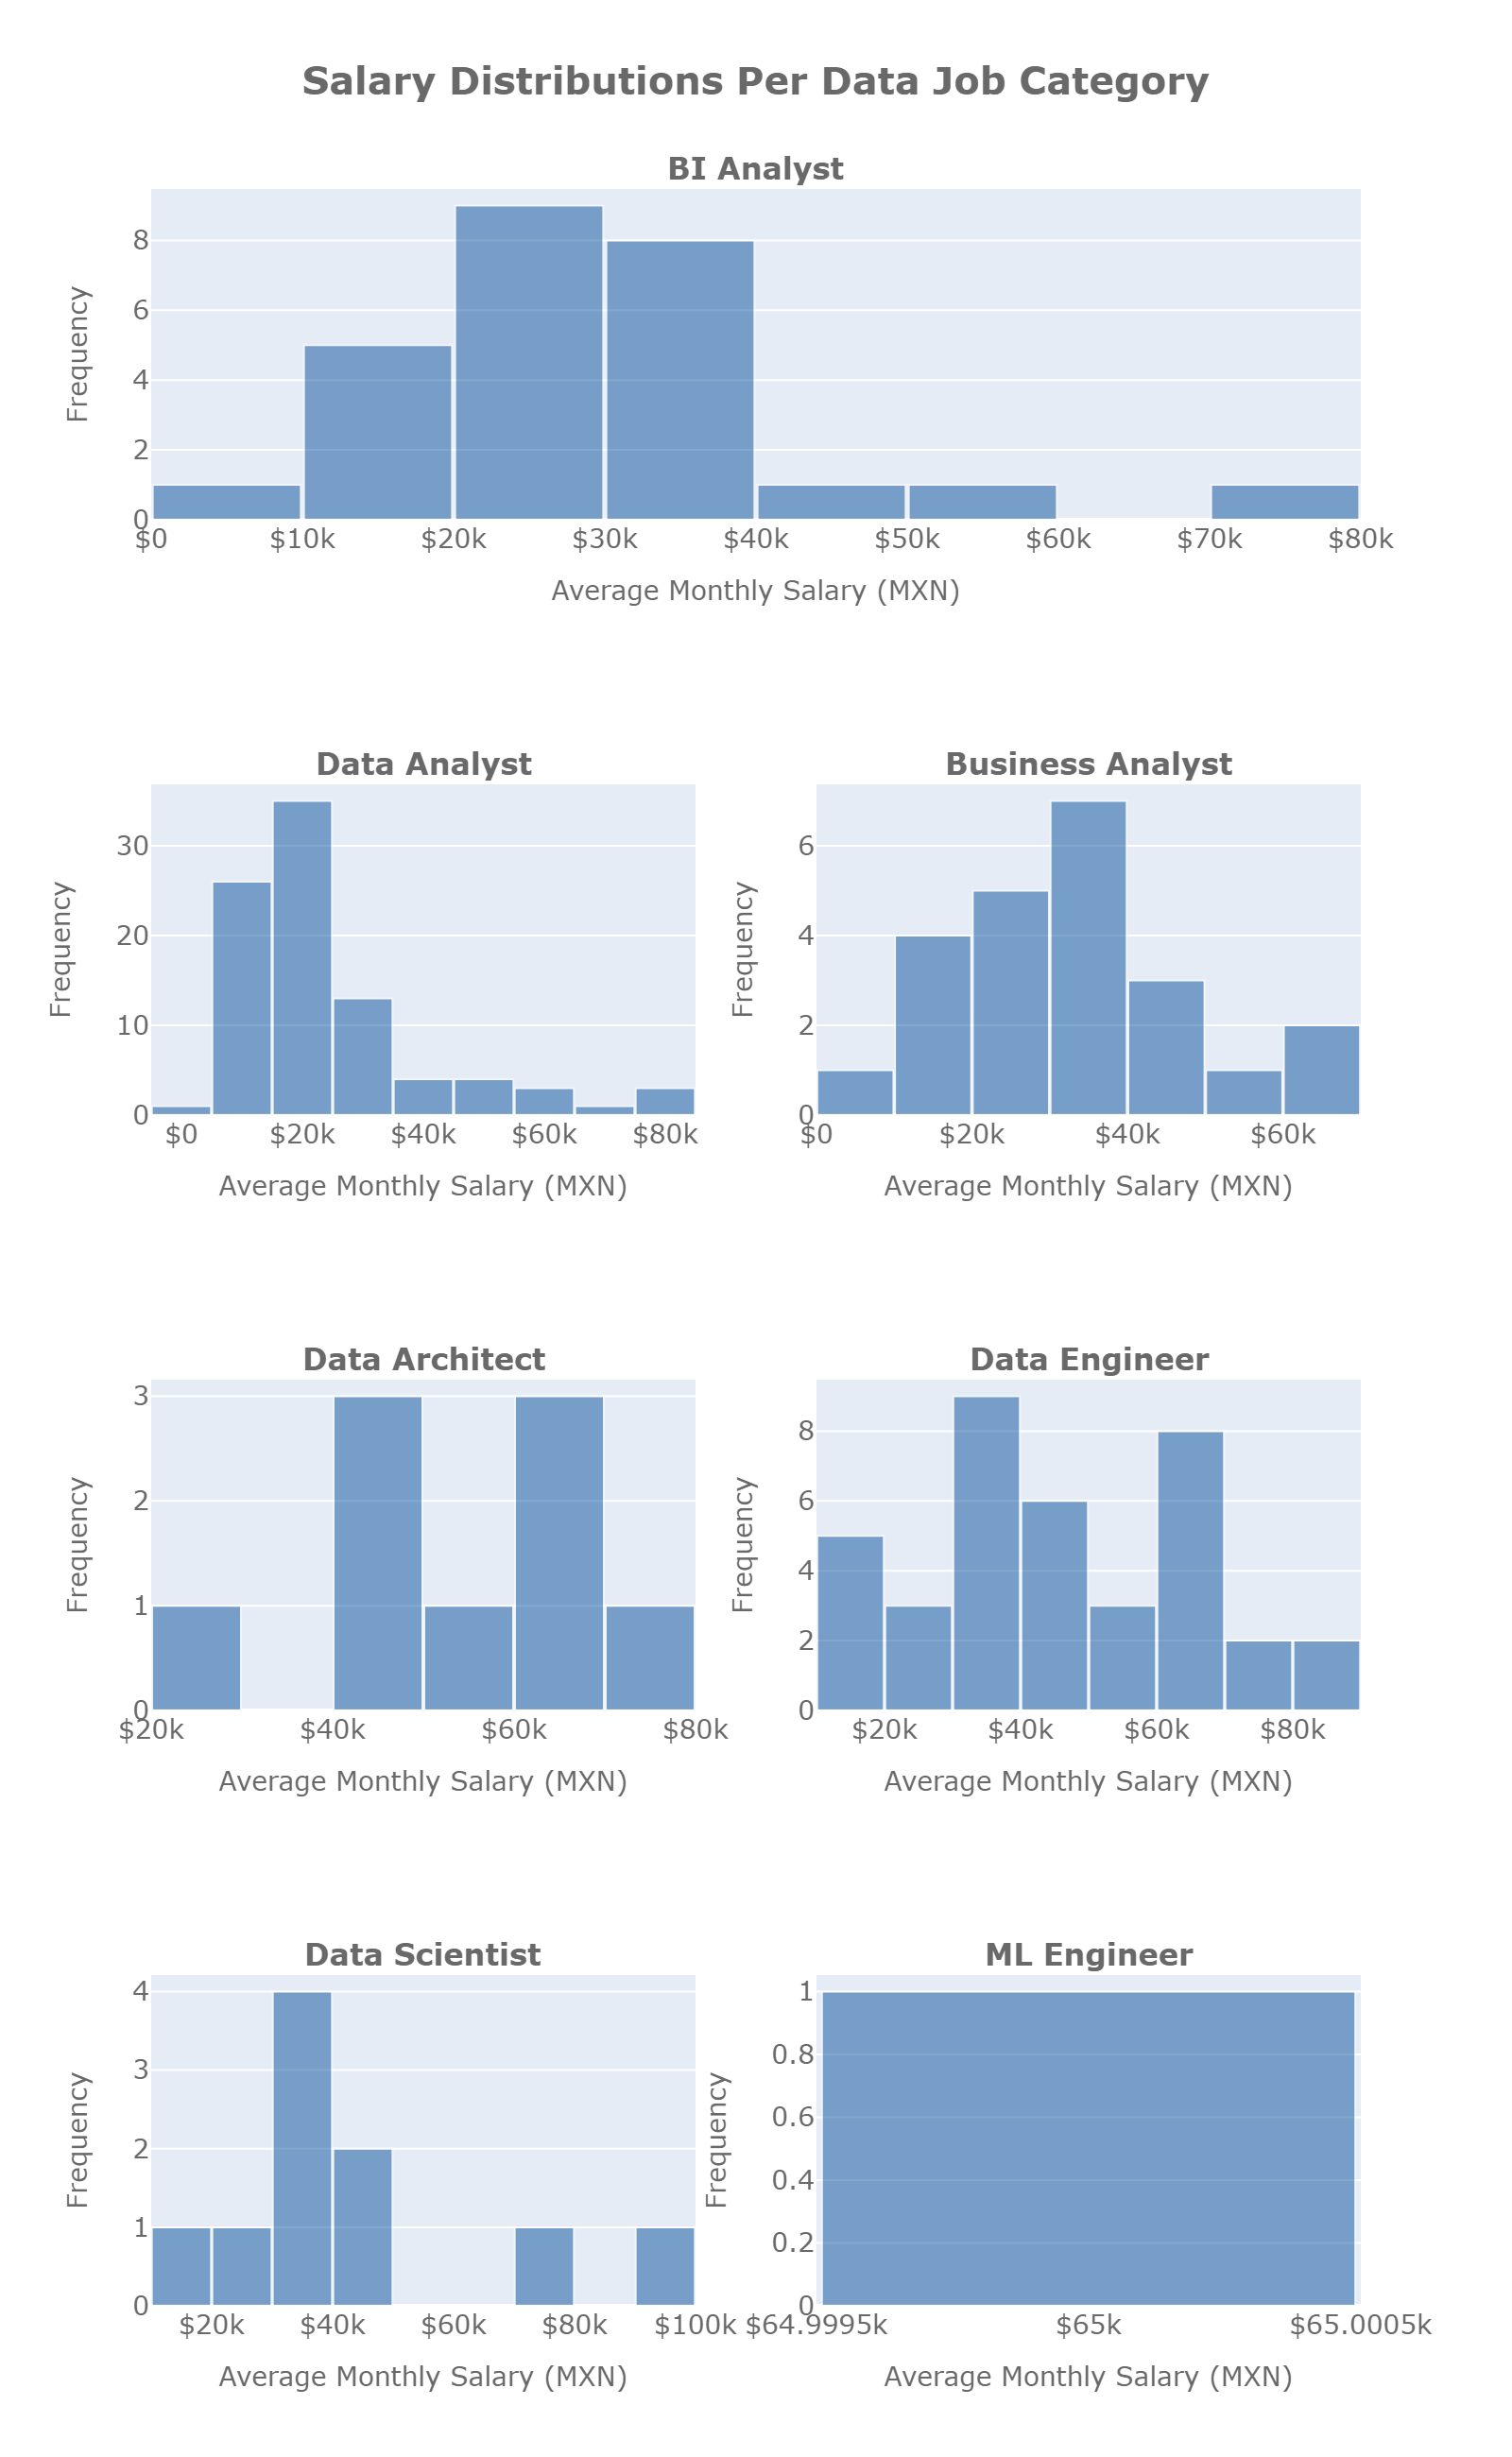 Salary Distributions Per Data Job Category
BI Analyst
Frequency
8
6
4
2
0
$0 $10k $20k $30k $40k $50k $60k $70k $80k
Average Monthly Salary (MXN)
Data Analyst
Frequency
30
20
10
0
$0 $20k $40k $60k $80k
Average Monthly Salary (MXN)
Business Analyst
Frequency
6
4
2
0
$0 $20k $40k $60k
Average Monthly Salary (MXN)
Data Architect
Frequency
3
2
1
0
$20k $40k $60k $80k
Average Monthly Salary (MXN)
Data Engineer
Frequency
8
6
4
2
0
$20k $40k $60k $80k
Average Monthly Salary (MXN)
Data Scientist
Frequency
4
3
2
1
0
$20k $40k $60k $80k $100k
Average Monthly Salary (MXN)
ML Engineer
Frequency
1
0.8
0.6
0.4
0.2
0
$64.9995k $65k $65.0005k
Average Monthly Salary (MXN)